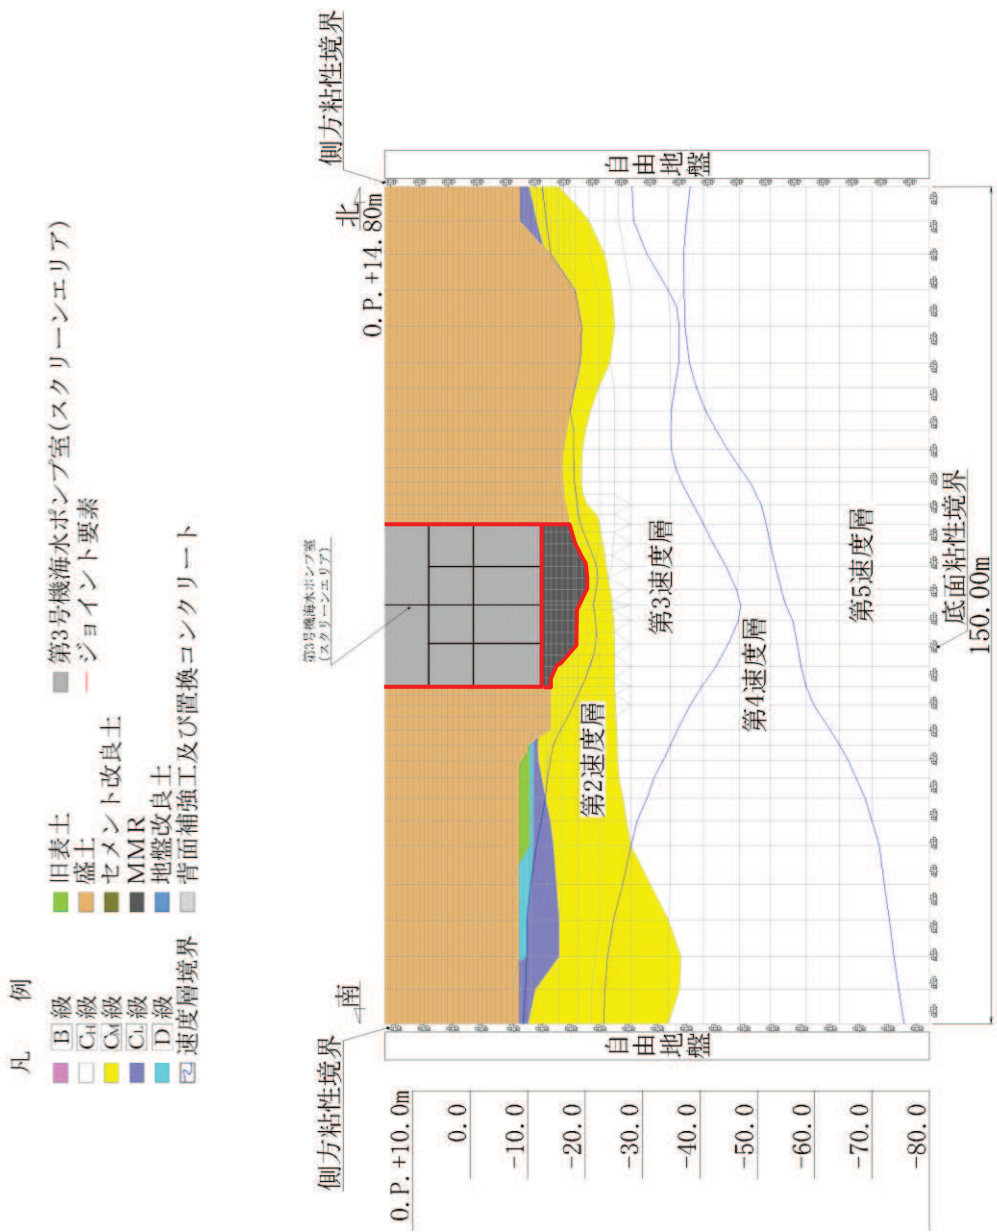 凡 例
B 級
CH級
CM級
CL級
D 級
速度層境界
旧表土
盛土
セメント改良土
MMR
地盤改良土
背面補強工及び置換コンクリート
第3号機海水ポンプ室(スクリーンエリア)
ジョイント要素
側方粘性境界
側方粘性境界
南
北
O.P.+14.80m
第3号機海水ポンプ室
(スクリーンエリア)
自由地盤
自由地盤
O.P.+10.0m
0.0
-10.0
-20.0
-30.0
-40.0
-50.0
-60.0
-70.0
-80.0
第2速度層
第3速度層
第4速度層
第5速度層
底面粘性境界
150.00m